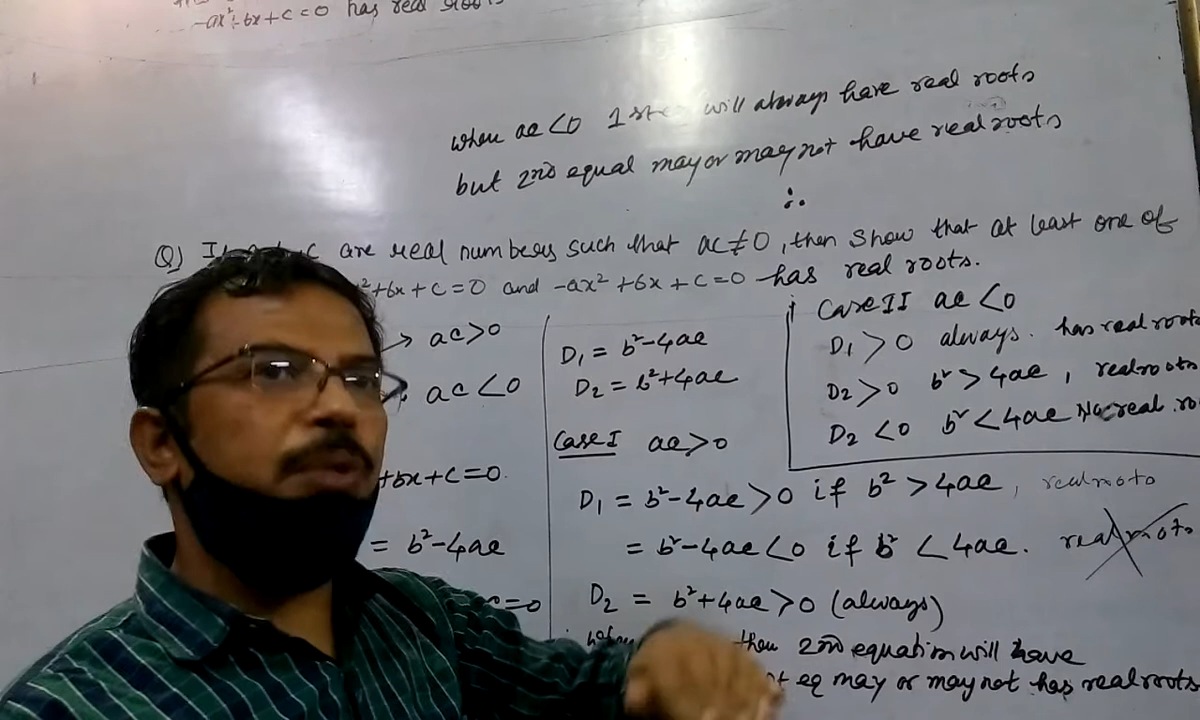 -ax²+bx+c=0 has real roots
when ac<0 1st will always have real roots
but 2nd equal may or may not have real roots
∴
Q) If a, b, c are real numbers such that ac≠0, then show that at least one of
x²+bx+c=0 and -ax²+bx+c=0 has real roots.
→ ac>0
ac<0
+bx+c=0.
= b²-4ac
=0
D₁ = b²-4ac
D₂ = b²+4ac
Case I ac>0
D₁ = b²-4ac>0 if b²>4ac, real roots
= b²-4ac<0 if b²<4ac. real roots
D₂ = b²+4ac>0 (always)
when then 2nd equation will have
eq may or may not has real roots
Case II ac<0
D₁>0 always. has real roots
D₂>0 b²>4ac, real roots
D₂<0 b²<4ac No real ro